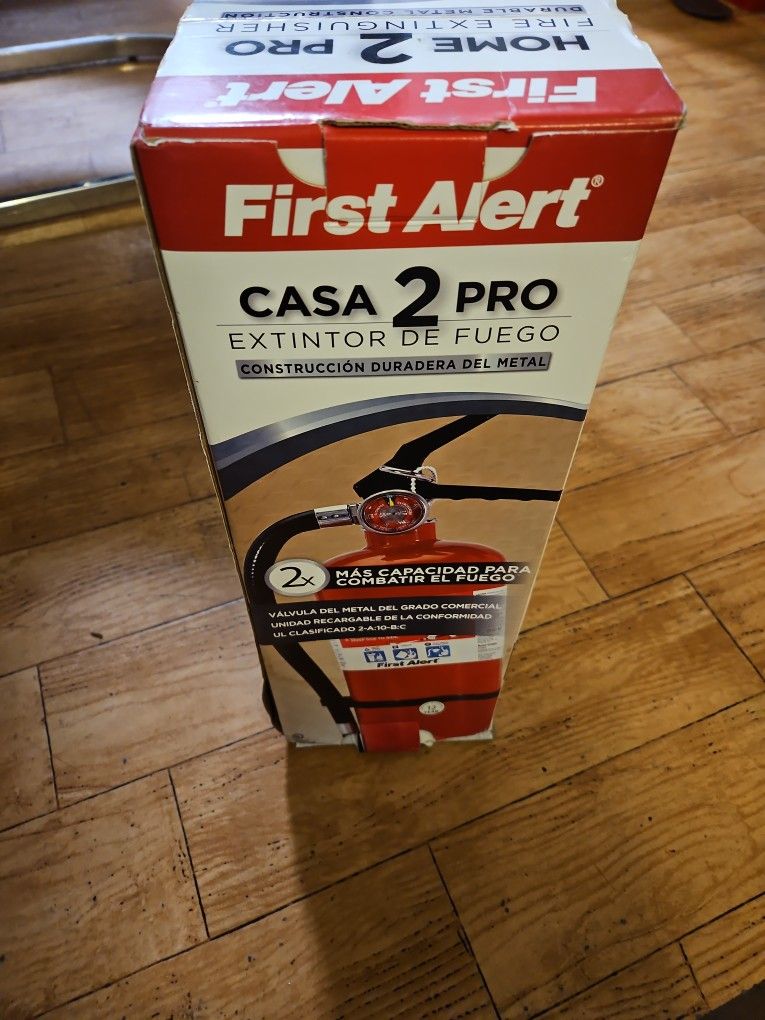 DURABLE METAL CONSTRUCTION
FIRE EXTINGUISHER
HOME 2 PRO
First Alert
First Alert®
CASA 2 PRO
EXTINTOR DE FUEGO
CONSTRUCCIÓN DURADERA DEL METAL
2x MÁS CAPACIDAD PARA
COMBATIR EL FUEGO
VÁLVULA DEL METAL DEL GRADO COMERCIAL
UNIDAD RECARGABLE DE LA CONFORMIDAD
UL CLASIFICADO 2-A:10-B:C
First Alert